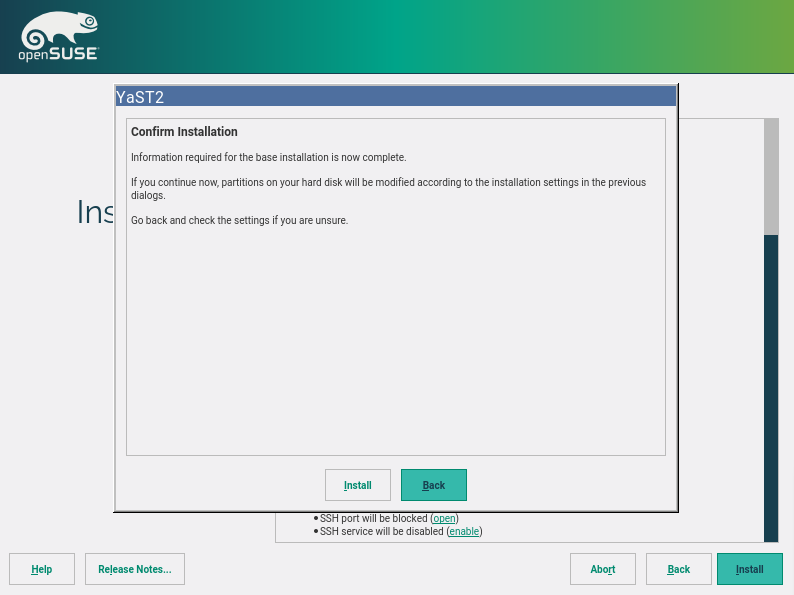 openSUSE
YaST2
Confirm Installation
Information required for the base installation is now complete.
If you continue now, partitions on your hard disk will be modified according to the installation settings in the previous
dialogs.
Go back and check the settings if you are unsure.
Ins
Install
Back
SSH port will be blocked (open)
SSH service will be disabled (enable)
Help
Release Notes...
Abort
Back
Install